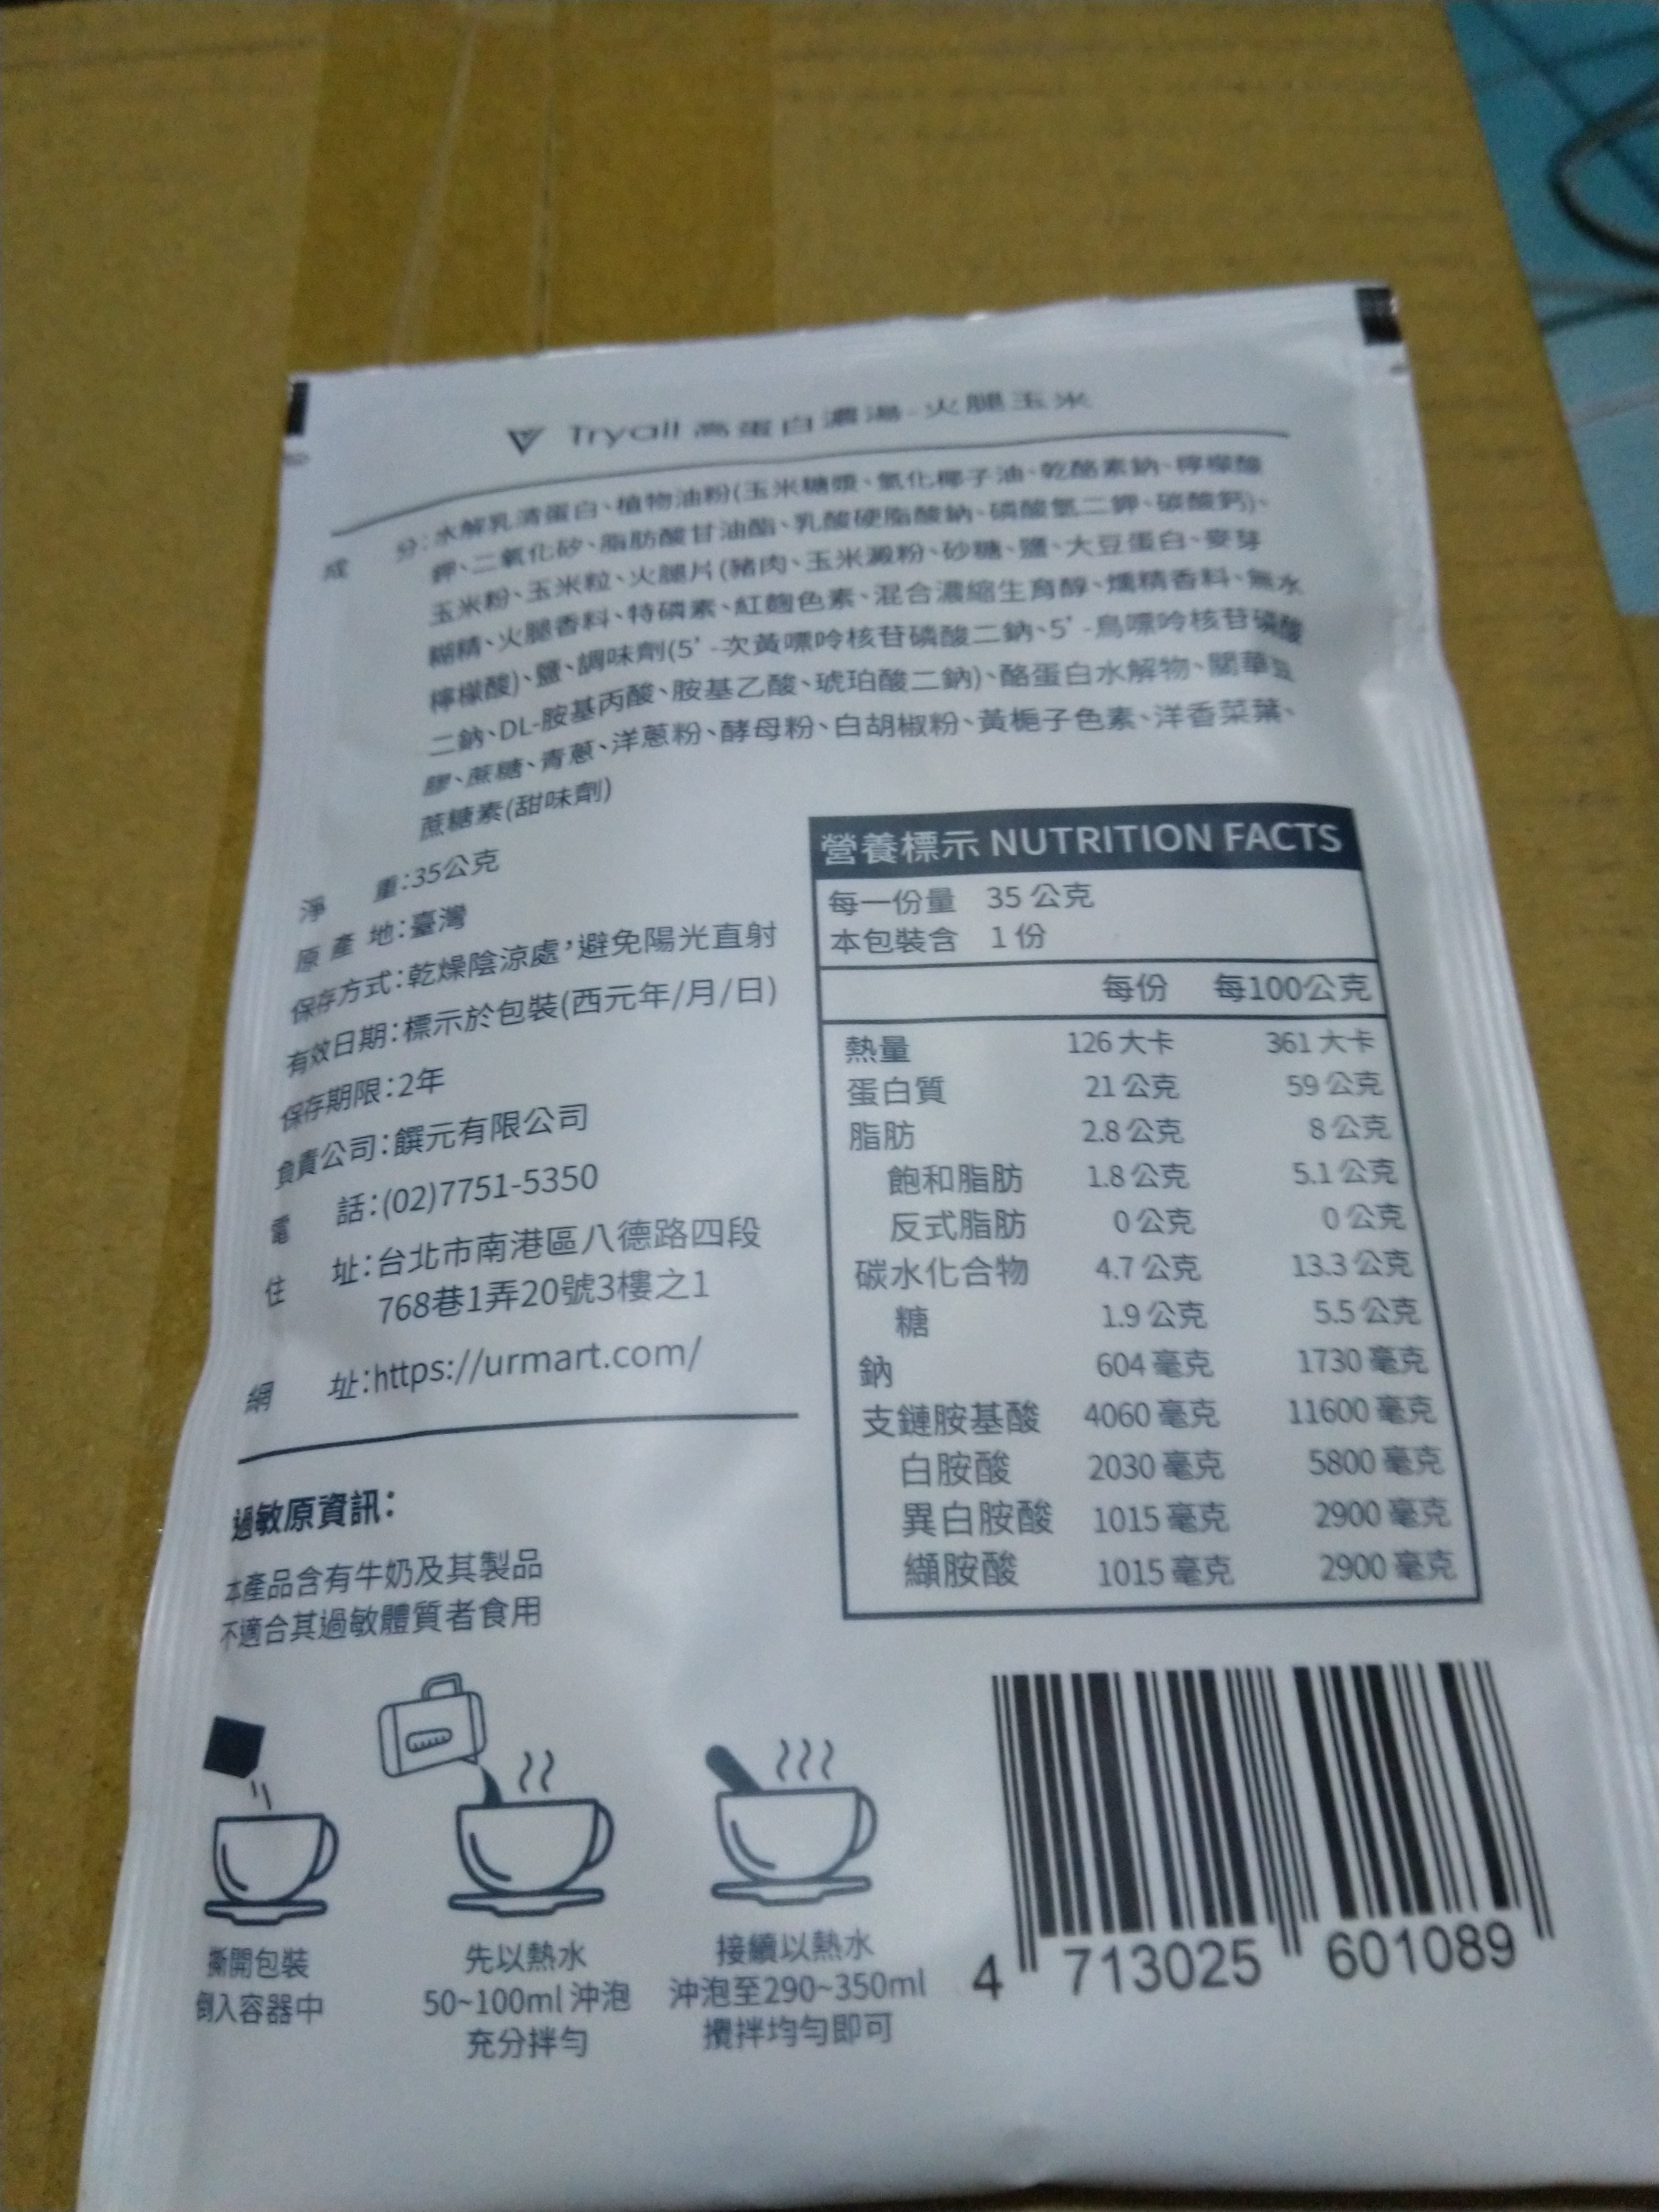 Tryall 高蛋白濃湯-火腿玉米
成 分:水解乳清蛋白、植物油粉(玉米糖漿、氫化椰子油、乾酪素鈉、檸檬酸
鉀、二氧化矽、脂肪酸甘油酯、乳酸硬脂酸鈉、磷酸氫二鉀、碳酸鈣)、
玉米粉、玉米粒、火腿片(豬肉、玉米澱粉、砂糖、鹽、大豆蛋白、麥芽
糊精、火腿香料、特磷素、紅麴色素、混合濃縮生育醇、燻精香料、無水
檸檬酸)、鹽、調味劑(5'-次黃嘌呤核苷磷酸二鈉、5'-鳥嘌呤核苷磷酸
二鈉、DL-胺基丙酸、胺基乙酸、琥珀酸二鈉)、酪蛋白水解物、關華豆
膠、蔗糖、青蔥、洋蔥粉、酵母粉、白胡椒粉、黃梔子色素、洋香菜葉、
蔗糖素(甜味劑)
淨 重:35公克
原 產 地:臺灣
保存方式:乾燥陰涼處,避免陽光直射
有效日期:標示於包裝(西元年/月/日)
保存期限:2年
負責公司:饌元有限公司
電 話:(02)7751-5350
住 址:台北市南港區八德路四段
768巷1弄20號3樓之1
網 址:https://urmart.com/
過敏原資訊:
本產品含有牛奶及其製品
不適合其過敏體質者食用
營養標示 NUTRITION FACTS
每一份量 35 公克
本包裝含 1 份
每份 每100公克
熱量 126 大卡 361 大卡
蛋白質 21 公克 59 公克
脂肪 2.8 公克 8 公克
飽和脂肪 1.8 公克 5.1 公克
反式脂肪 0 公克 0 公克
碳水化合物 4.7 公克 13.3 公克
糖 1.9 公克 5.5 公克
鈉 604 毫克 1730 毫克
支鏈胺基酸 4060 毫克 11600 毫克
白胺酸 2030 毫克 5800 毫克
異白胺酸 1015 毫克 2900 毫克
纈胺酸 1015 毫克 2900 毫克
撕開包裝
倒入容器中
先以熱水
50~100ml 沖泡
充分拌勻
接續以熱水
沖泡至290~350ml
攪拌均勻即可
4 713025 601089